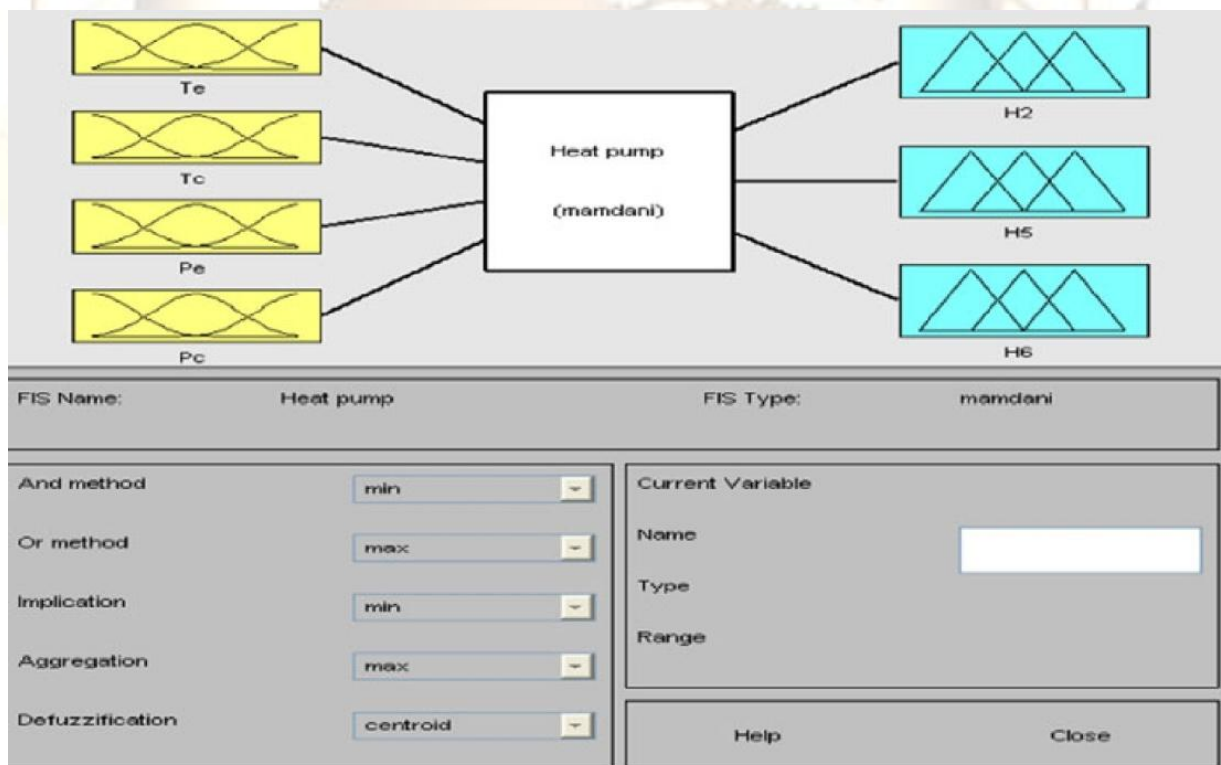 Te
Tc
Pe
Pc
Heat pump
(mamdani)
H2
H5
H6
FIS Name: Heat pump FIS Type: mamdani
And method min
Or method max
Implication min
Aggregation max
Defuzzification centroid
Current Variable
Name
Type
Range
Help Close